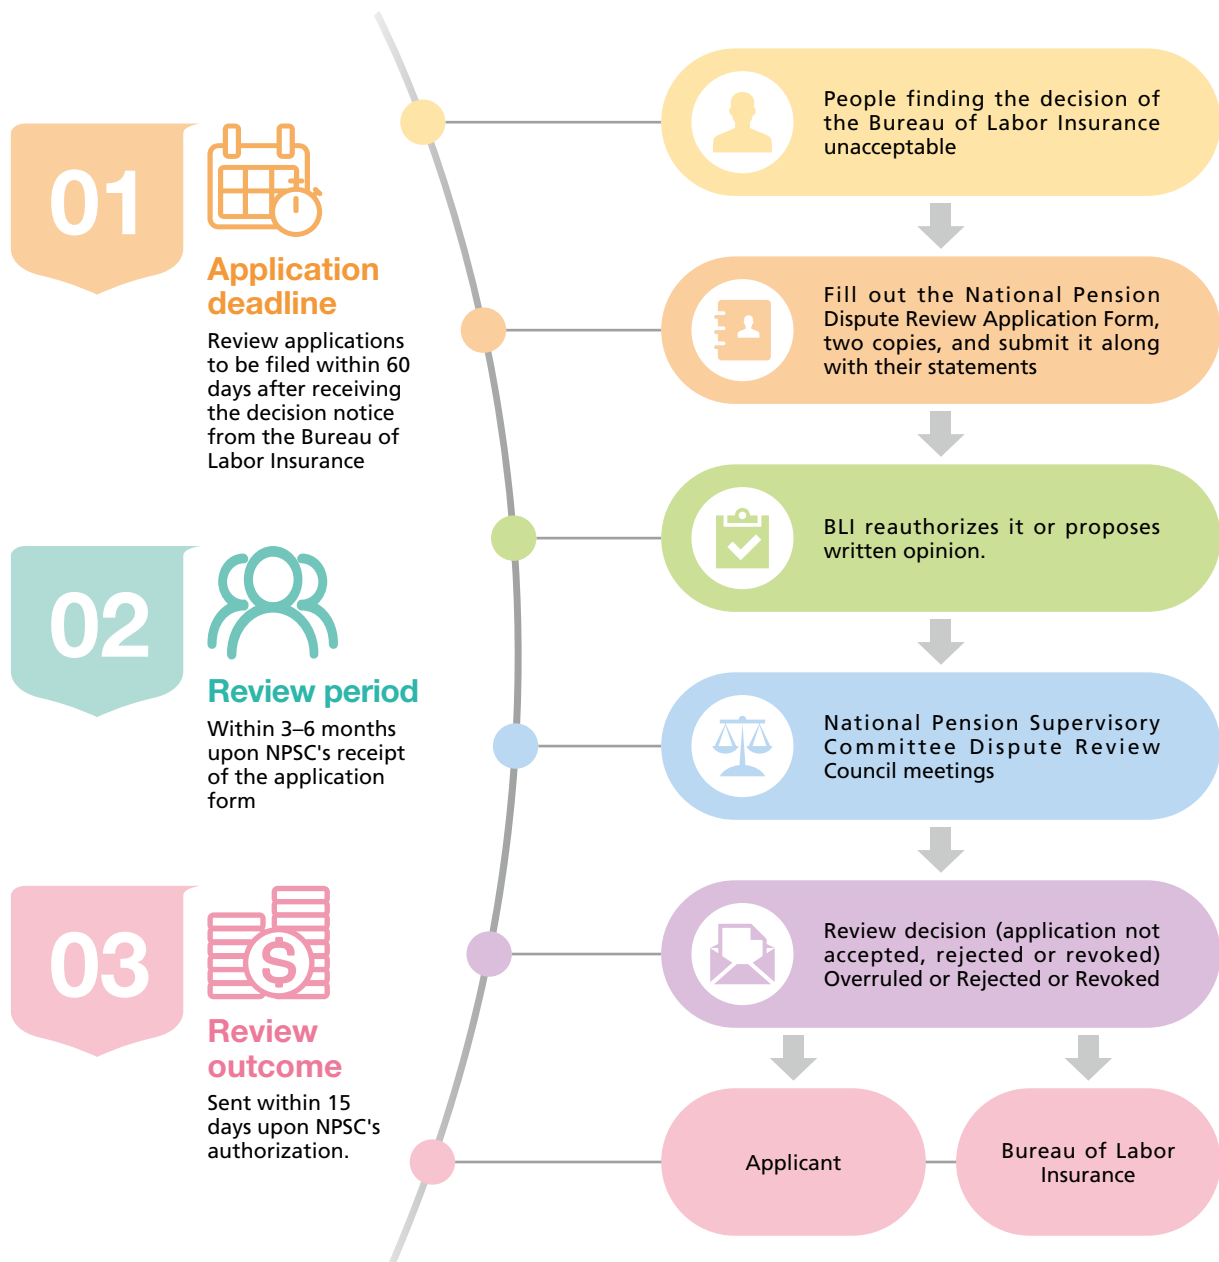 01
Application
deadline
Review applications
to be filed within 60
days after receiving
the decision notice
from the Bureau of
Labor Insurance
02
Review period
Within 3–6 months
upon NPSC's receipt
of the application
form
03
$
Review
outcome
Sent within 15
days upon NPSC's
authorization.
People finding the decision of
the Bureau of Labor Insurance
unacceptable
Fill out the National Pension
Dispute Review Application Form,
two copies, and submit it along
with their statements
BLI reauthorizes it or proposes
written opinion.
National Pension Supervisory
Committee Dispute Review
Council meetings
Review decision (application not
accepted, rejected or revoked)
Overruled or Rejected or Revoked
Applicant
Bureau of Labor
Insurance